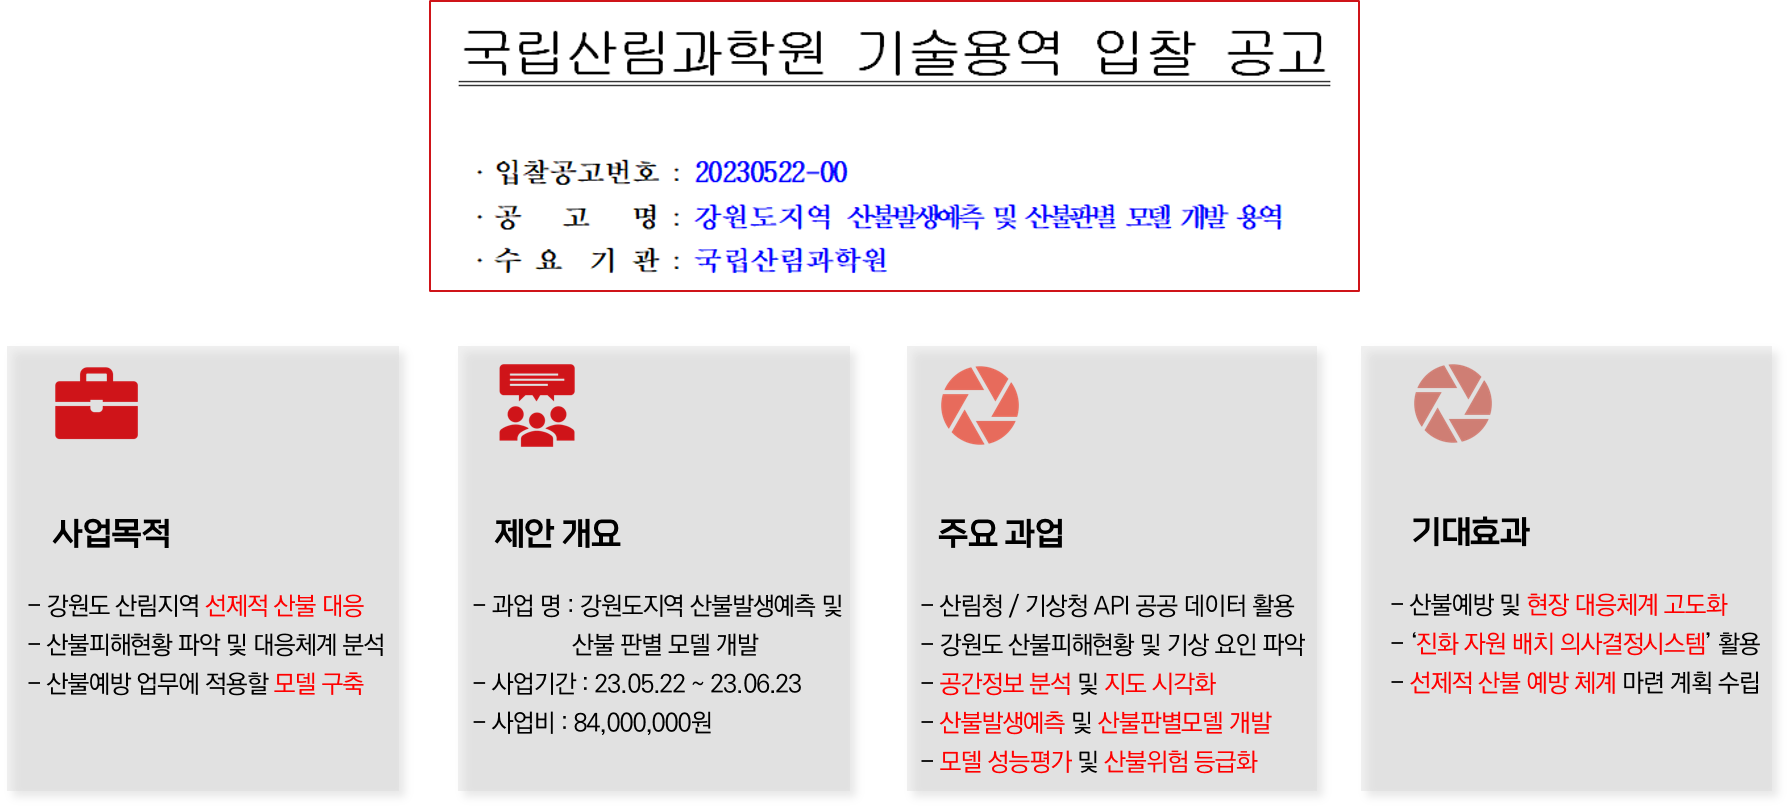 국립산림과학원 기술용역 입찰 공고
· 입찰공고번호 : 20230522-00
· 공 고 명 : 강원도지역 산불발생예측 및 산불판별 모델 개발 용역
· 수 요 기 관 : 국립산림과학원
사업목적
- 강원도 산림지역 선제적 산불 대응
- 산불피해현황 파악 및 대응체계 분석
- 산불예방 업무에 적용할 모델 구축
제안 개요
- 과업 명 : 강원도지역 산불발생예측 및
산불 판별 모델 개발
- 사업기간 : 23.05.22 ~ 23.06.23
- 사업비 : 84,000,000원
주요 과업
- 산림청 / 기상청 API 공공 데이터 활용
- 강원도 산불피해현황 및 기상 요인 파악
- 공간정보 분석 및 지도 시각화
- 산불발생예측 및 산불판별모델 개발
- 모델 성능평가 및 산불위험 등급화
기대효과
- 산불예방 및 현장 대응체계 고도화
- ‘진화 자원 배치 의사결정시스템’ 활용
- 선제적 산불 예방 체계 마련 계획 수립